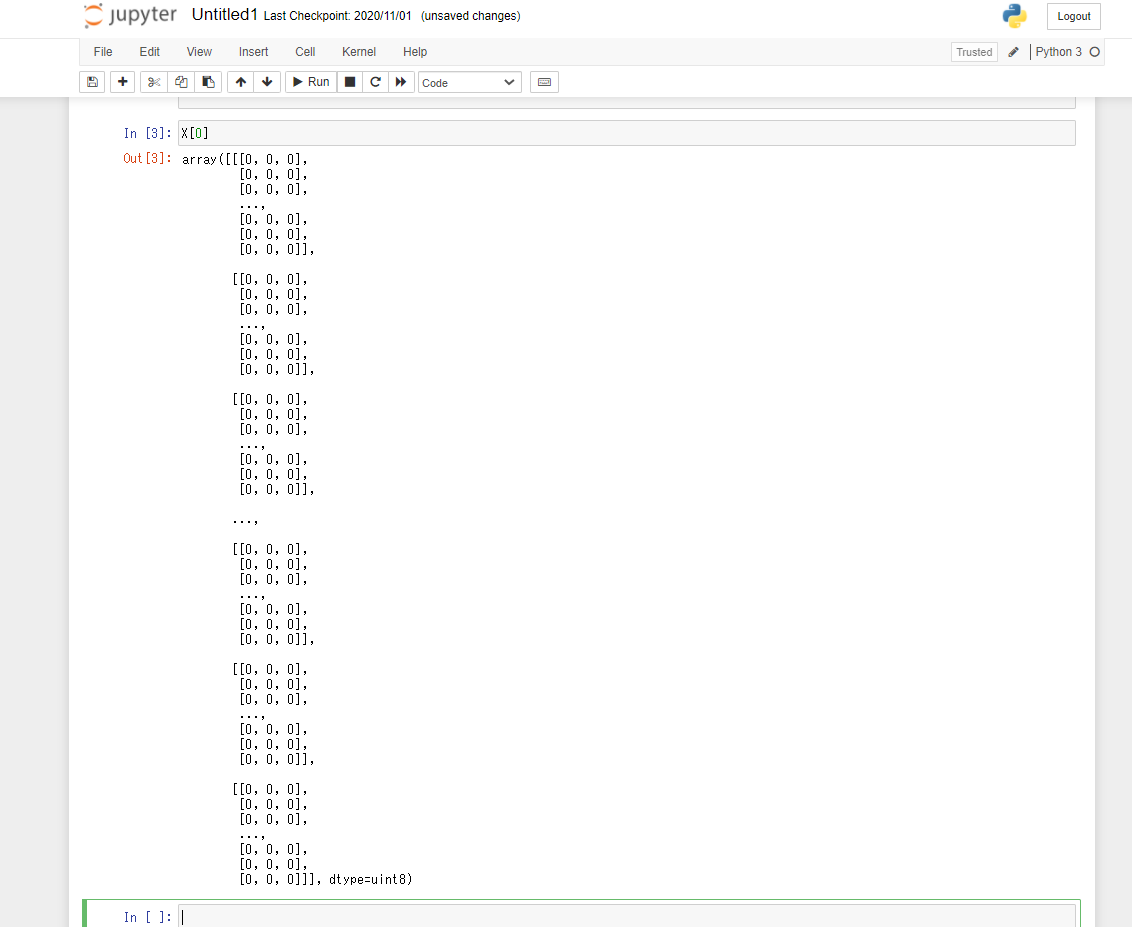 jupyter Untitled1 Last Checkpoint: 2020/11/01 (unsaved changes) Logout
File Edit View Insert Cell Kernel Help Trusted Python 3
Run Code
In [3]: X[0]
Out[3]: array([[[0, 0, 0],
[0, 0, 0],
[0, 0, 0],
...,
[0, 0, 0],
[0, 0, 0],
[0, 0, 0]],
[[0, 0, 0],
[0, 0, 0],
[0, 0, 0],
...,
[0, 0, 0],
[0, 0, 0],
[0, 0, 0]],
[[0, 0, 0],
[0, 0, 0],
[0, 0, 0],
...,
[0, 0, 0],
[0, 0, 0],
[0, 0, 0]],
...,
[[0, 0, 0],
[0, 0, 0],
[0, 0, 0],
...,
[0, 0, 0],
[0, 0, 0],
[0, 0, 0]],
[[0, 0, 0],
[0, 0, 0],
[0, 0, 0],
...,
[0, 0, 0],
[0, 0, 0],
[0, 0, 0]],
[[0, 0, 0],
[0, 0, 0],
[0, 0, 0],
...,
[0, 0, 0],
[0, 0, 0],
[0, 0, 0]]], dtype=uint8)
In [ ]: